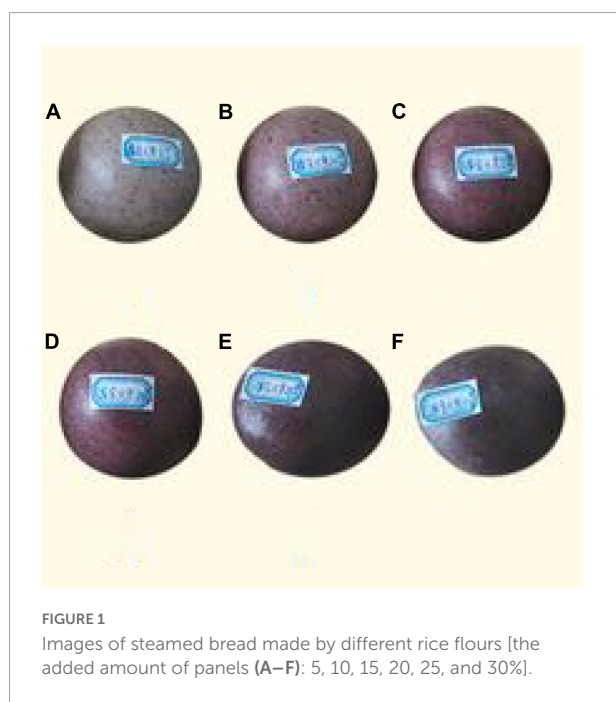 A
B
C
D
E
F
FIGURE 1
Images of steamed bread made by different rice flours [the
added amount of panels (A–F): 5, 10, 15, 20, 25, and 30%].